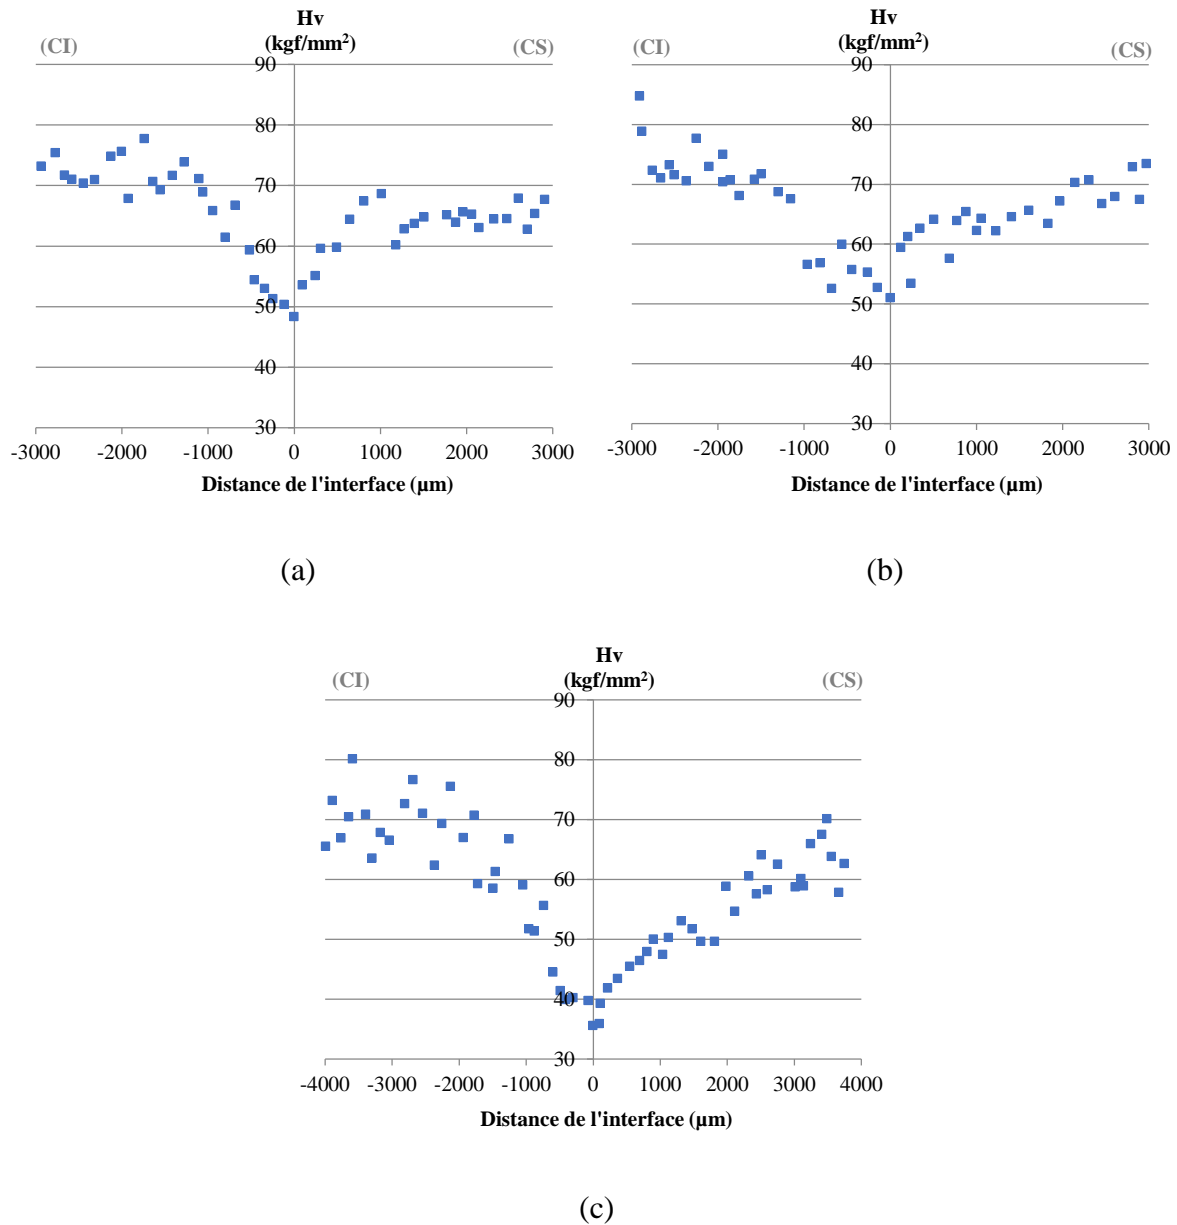 Hv
(kgf/mm²)
(CI)
(CS)
90
80
70
60
50
40
30
-3000 -2000 -1000 0 1000 2000 3000
Distance de l'interface (µm)
(a)
Hv
(kgf/mm²)
(CI)
(CS)
90
80
70
60
50
40
30
-3000 -2000 -1000 0 1000 2000 3000
Distance de l'interface (µm)
(b)
Hv
(kgf/mm²)
(CI)
(CS)
90
80
70
60
50
40
30
-4000 -3000 -2000 -1000 0 1000 2000 3000 4000
Distance de l'interface (µm)
(c)